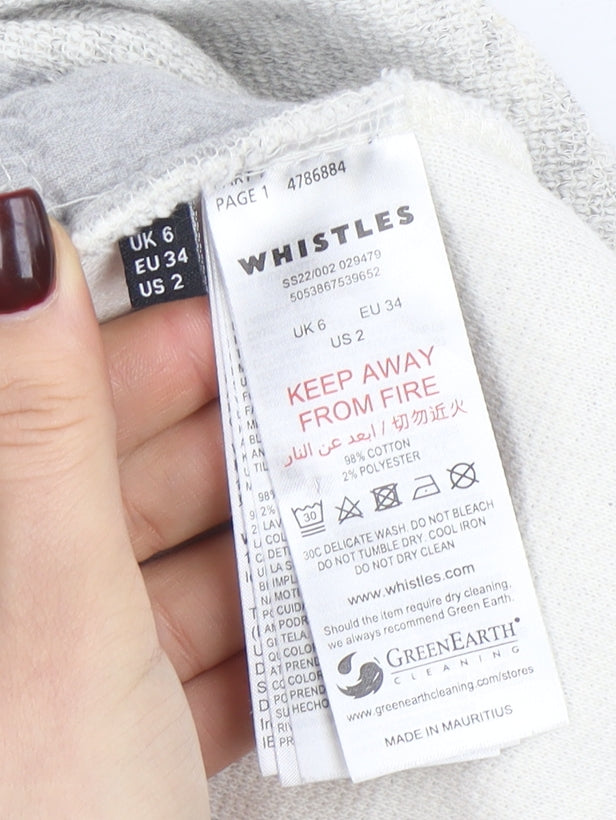 PAGE 1 4786884
WHISTLES
SS22/002 029479
5053867539652
UK 6 EU 34
US 2
KEEP AWAY
FROM FIRE
ابعد عن النار / 切勿近火
98% COTTON
2% POLYESTER
30
30C DELICATE WASH. DO NOT BLEACH
DO NOT TUMBLE DRY. COOL IRON
DO NOT DRY CLEAN
www.whistles.com
Should the item require dry cleaning,
we always recommend Green Earth.
GREENEARTH
CLEANING
www.greenearthcleaning.com/stores
MADE IN MAURITIUS
UK 6
EU 34
US 2